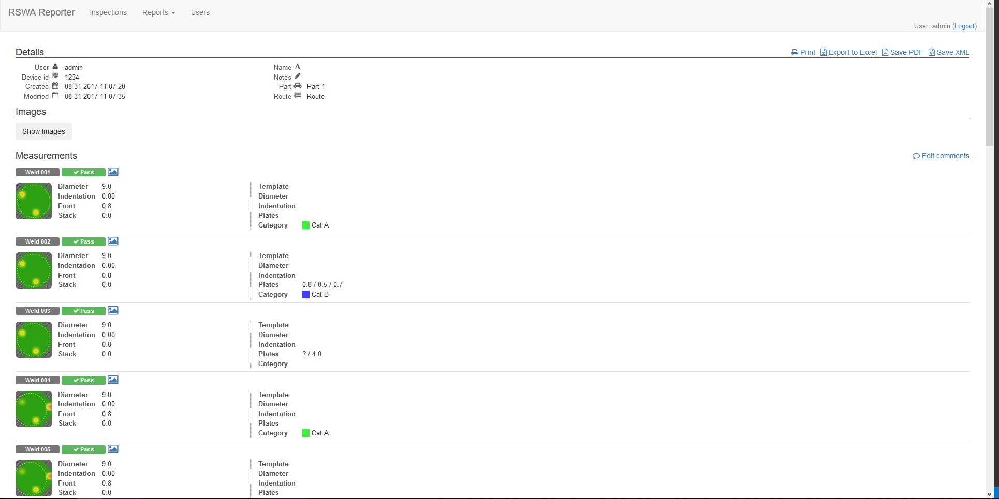 RSWA Reporter Inspections Reports Users
User: admin (Logout)
Details Print Export to Excel Save PDF Save XML
User admin Name
Device id 1234 Notes
Created 08-31-2017 11-07-20 Part Part 1
Modified 08-31-2017 11-07-35 Route Route
Images
Show Images
Measurements Edit comments
Weld 001 Pass
Diameter 9.0 Template
Indentation 0.00 Diameter
Front 0.8 Indentation
Stack 0.0 Plates
Category Cat A
Weld 002 Pass
Diameter 9.0 Template
Indentation 0.00 Diameter
Front 0.8 Indentation
Stack 0.0 Plates 0.8 / 0.5 / 0.7
Category Cat B
Weld 003 Pass
Diameter 9.0 Template
Indentation 0.00 Diameter
Front 0.8 Indentation
Stack 0.0 Plates ? / 4.0
Category
Weld 004 Pass
Diameter 9.0 Template
Indentation 0.00 Diameter
Front 0.8 Indentation
Stack 0.0 Plates
Category Cat A
Weld 005 Pass
Diameter 9.0 Template
Indentation 0.00 Diameter
Front 0.8 Indentation
Stack 0.0 Plates